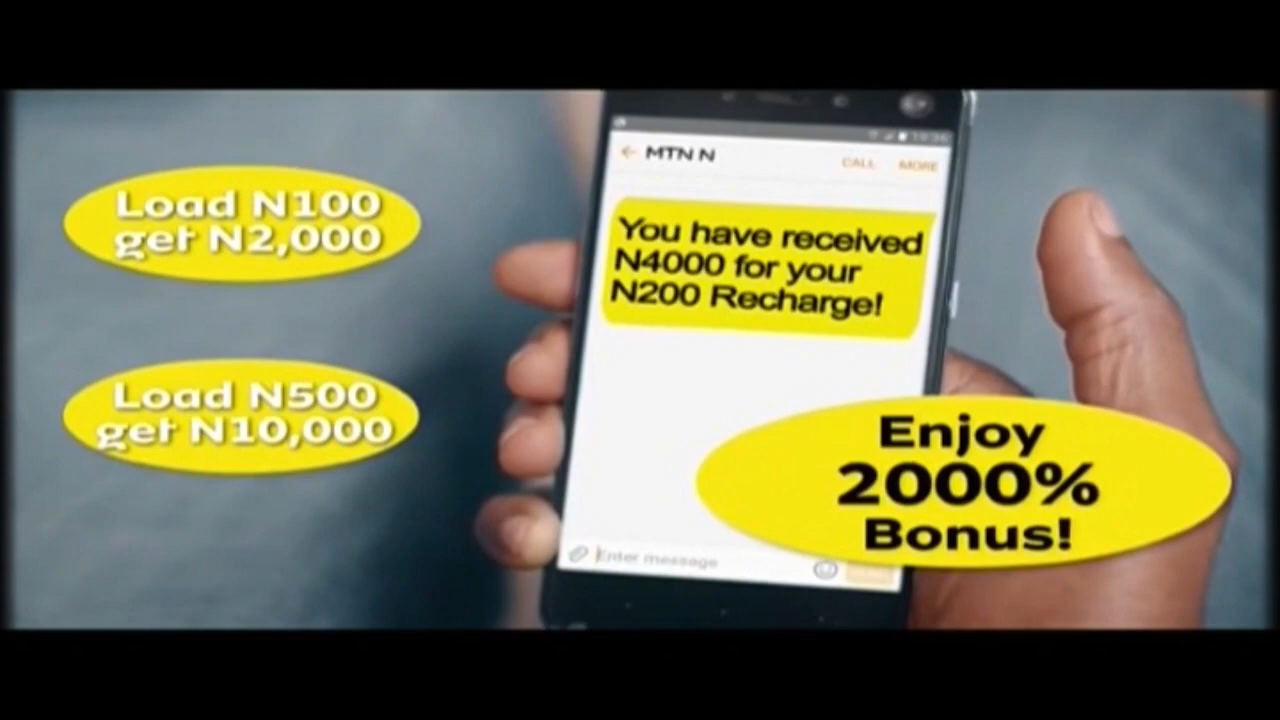 Load N100
get N2,000
Load N500
get N10,000
MTN N
CALL MORE
You have received
N4000 for your
N200 Recharge!
Enter message
Enjoy
2000%
Bonus!